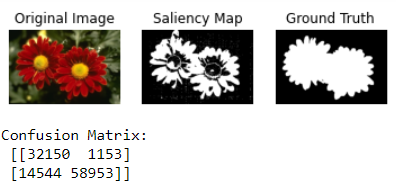 Original Image Saliency Map Ground Truth
Confusion Matrix:
[[32150 1153]
[14544 58953]]